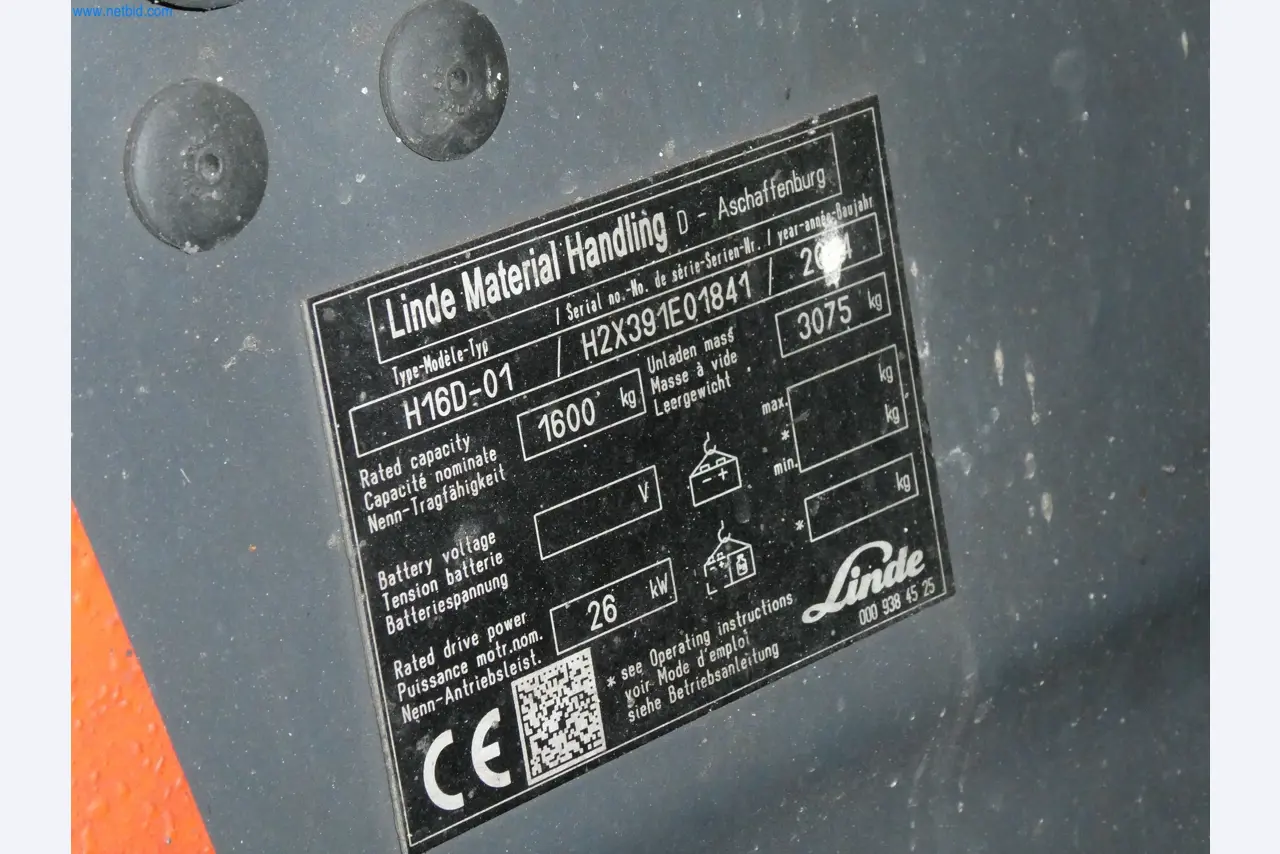 www.netbid.com
Linde Material Handling D - Aschaffenburg
Type-Modèle-Typ / Serial no.-No. de série-Serien-Nr. / year-année-Baujahr
H16D-01 / H2X391E01841 /
Rated capacity
Capacité nominate
Nenn-Tragfähigkeit
1600 kg
Unladen mass
Masse à vide
Leergewicht
3075 kg
Battery voltage
Tension batterie
Batteriespannung
V
- +
max. kg
* kg
min.
* kg
Rated drive power
Puissance motr.nom.
Nenn-Antriebsleist.
26 kW
* see Operating instructions
voir Mode d'emploi
siehe Betriebsanleitung
Linde
000 938 45 25
CE